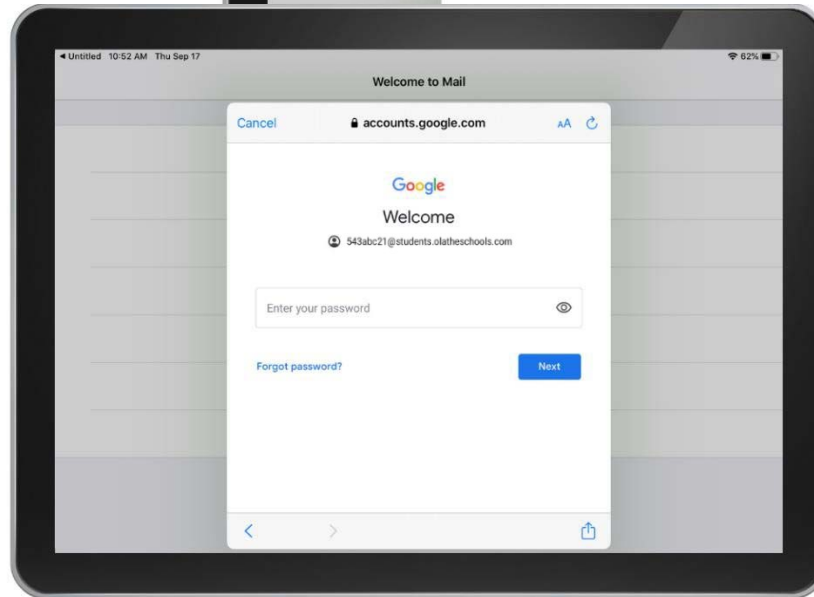 ◀ Untitled 10:52 AM Thu Sep 17 62%
Welcome to Mail
Cancel accounts.google.com AA
Google
Welcome
543abc21@students.olatheschools.com
Enter your password
Forgot password? Next